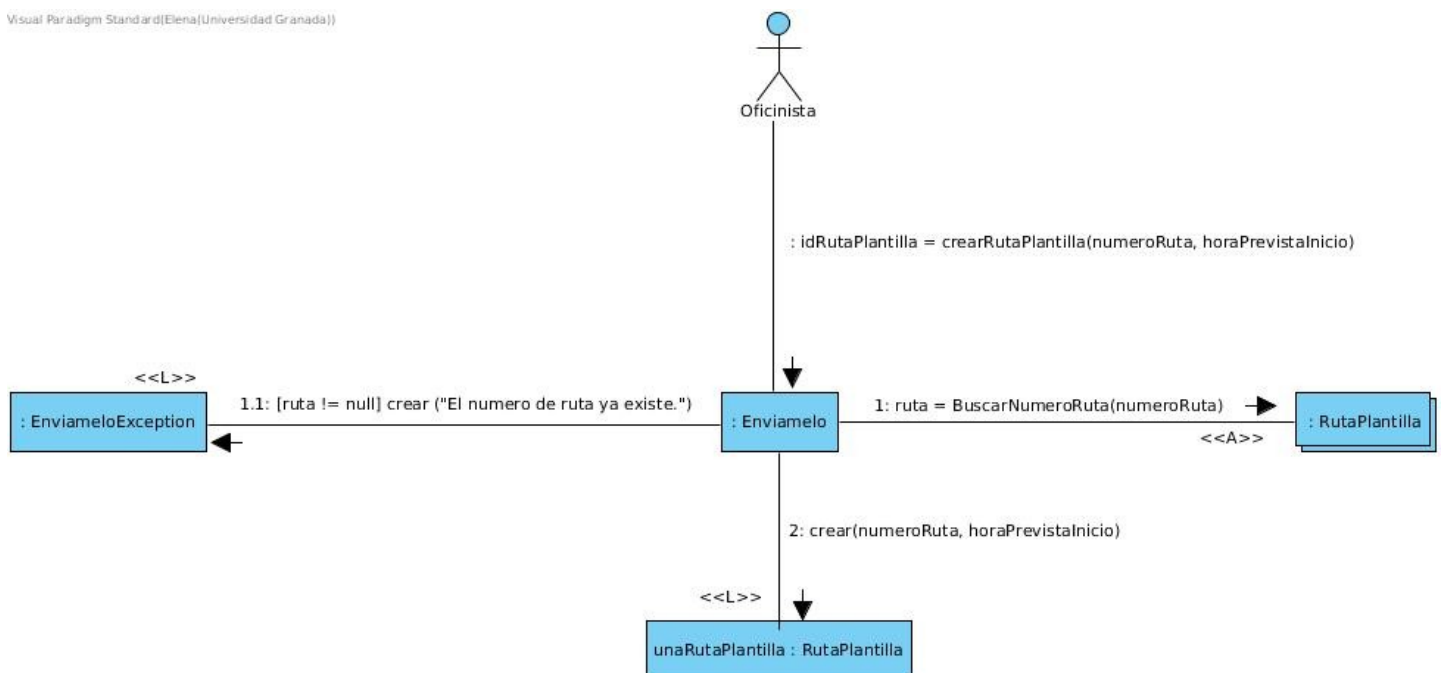 Visual Paradigm Standard(Elena(Universidad Granada))
Oficinista
: idRutaPlantilla = crearRutaPlantilla(numeroRuta, horaPrevistaInicio)
<<L>>
: EnviameloException
1.1: [ruta != null] crear ("El numero de ruta ya existe.")
: Enviamelo
1: ruta = BuscarNumeroRuta(numeroRuta)
<<A>>
: RutaPlantilla
2: crear(numeroRuta, horaPrevistaInicio)
<<L>>
unaRutaPlantilla : RutaPlantilla